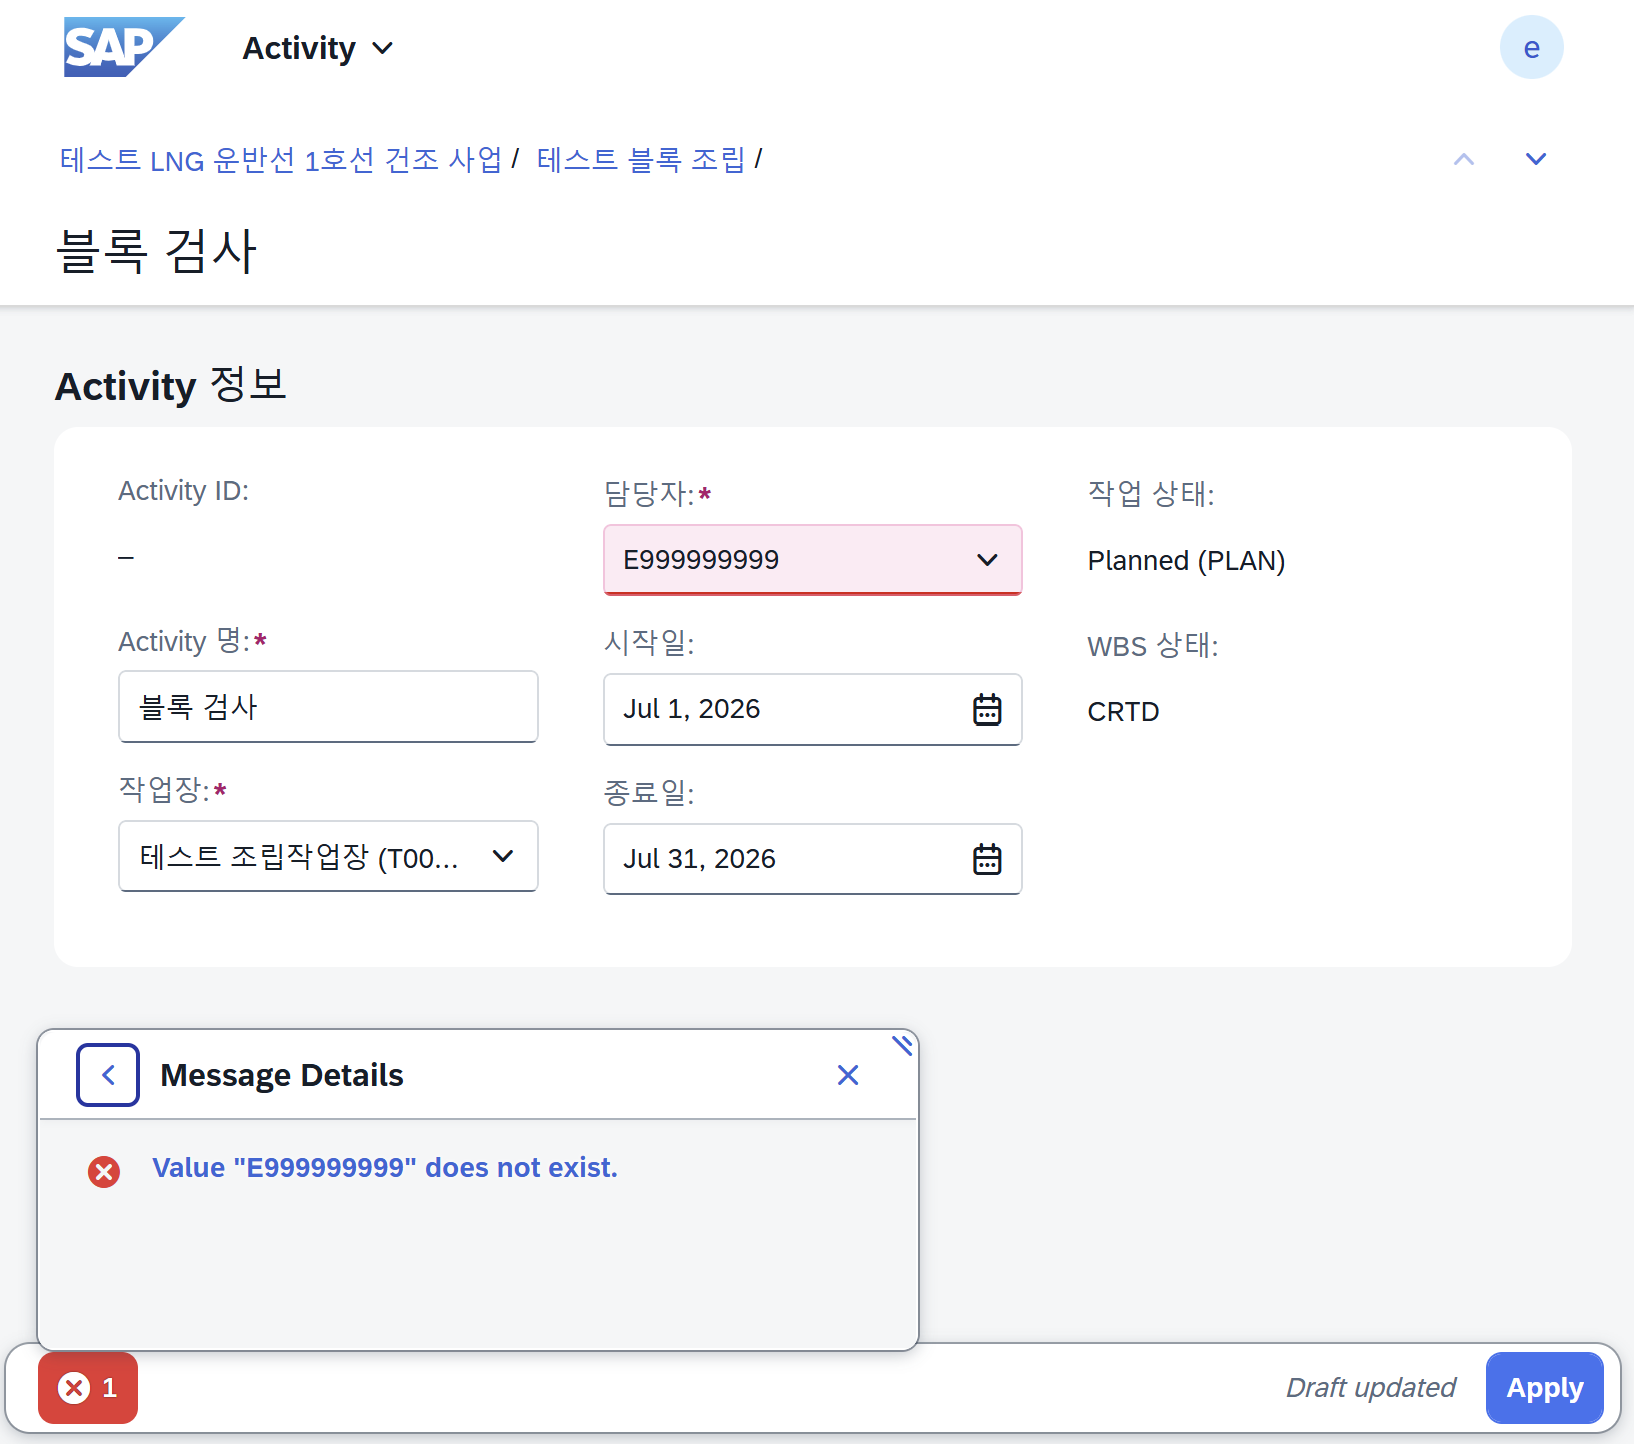 SAP
Activity
e
테스트 LNG 운반선 1호선 건조 사업 / 테스트 블록 조립 /
블록 검사
Activity 정보
Activity ID:
–
담당자:*
E999999999
작업 상태:
Planned (PLAN)
Activity 명:*
블록 검사
시작일:
Jul 1, 2026
WBS 상태:
CRTD
작업장:*
테스트 조립작업장 (T00...
종료일:
Jul 31, 2026
Message Details
Value "E999999999" does not exist.
1
Draft updated
Apply